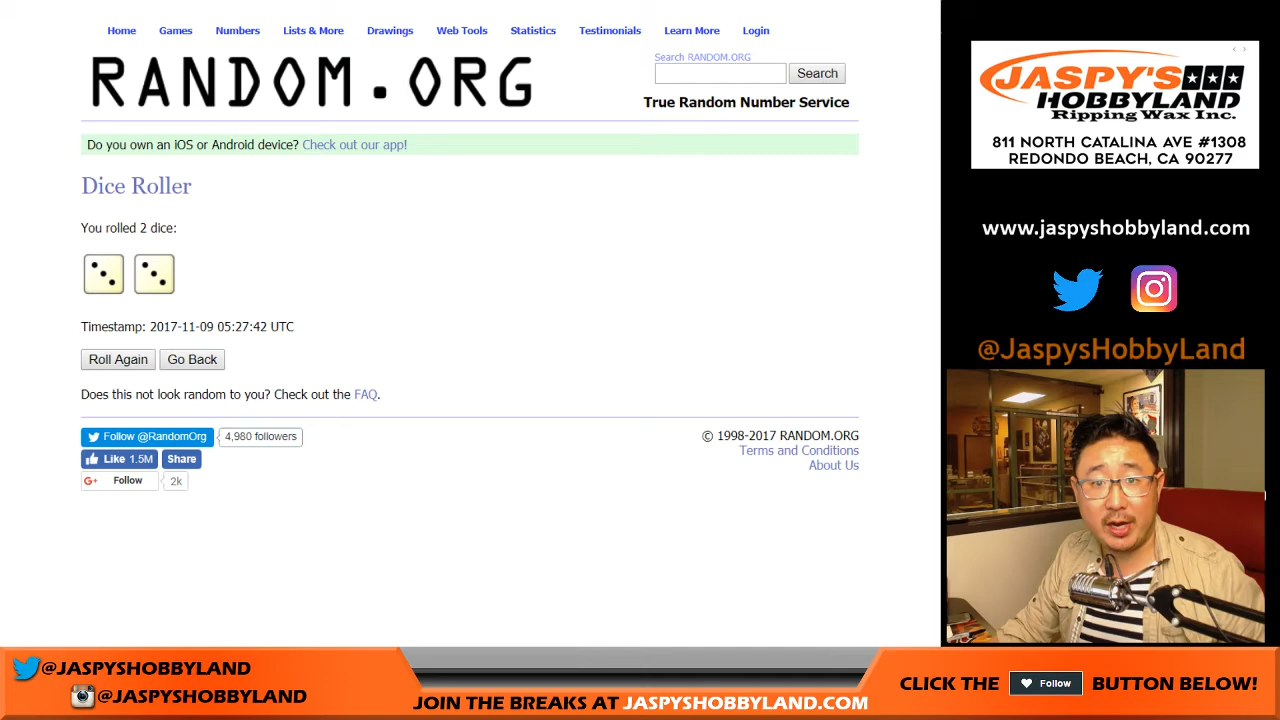 Home Games Numbers Lists & More Drawings Web Tools Statistics Testimonials Learn More Login
RANDOM.ORG
Search RANDOM.ORG
Search
True Random Number Service
Do you own an iOS or Android device? Check out our app!
Dice Roller
You rolled 2 dice:
Timestamp: 2017-11-09 05:27:42 UTC
Roll Again Go Back
Does this not look random to you? Check out the FAQ.
Follow @RandomOrg 4,980 followers
Like 1.5M Share
Follow 2k
© 1998-2017 RANDOM.ORG
Terms and Conditions
About Us
JASPY'S
HOBBYLAND
Ripping Wax Inc.
811 NORTH CATALINA AVE #1308
REDONDO BEACH, CA 90277
www.jaspyshobbyland.com
@JaspysHobbyLand
@JASPYSHOBBYLAND
@JASPYSHOBBYLAND
JOIN THE BREAKS AT JASPYSHOBBYLAND.COM
CLICK THE Follow BUTTON BELOW!